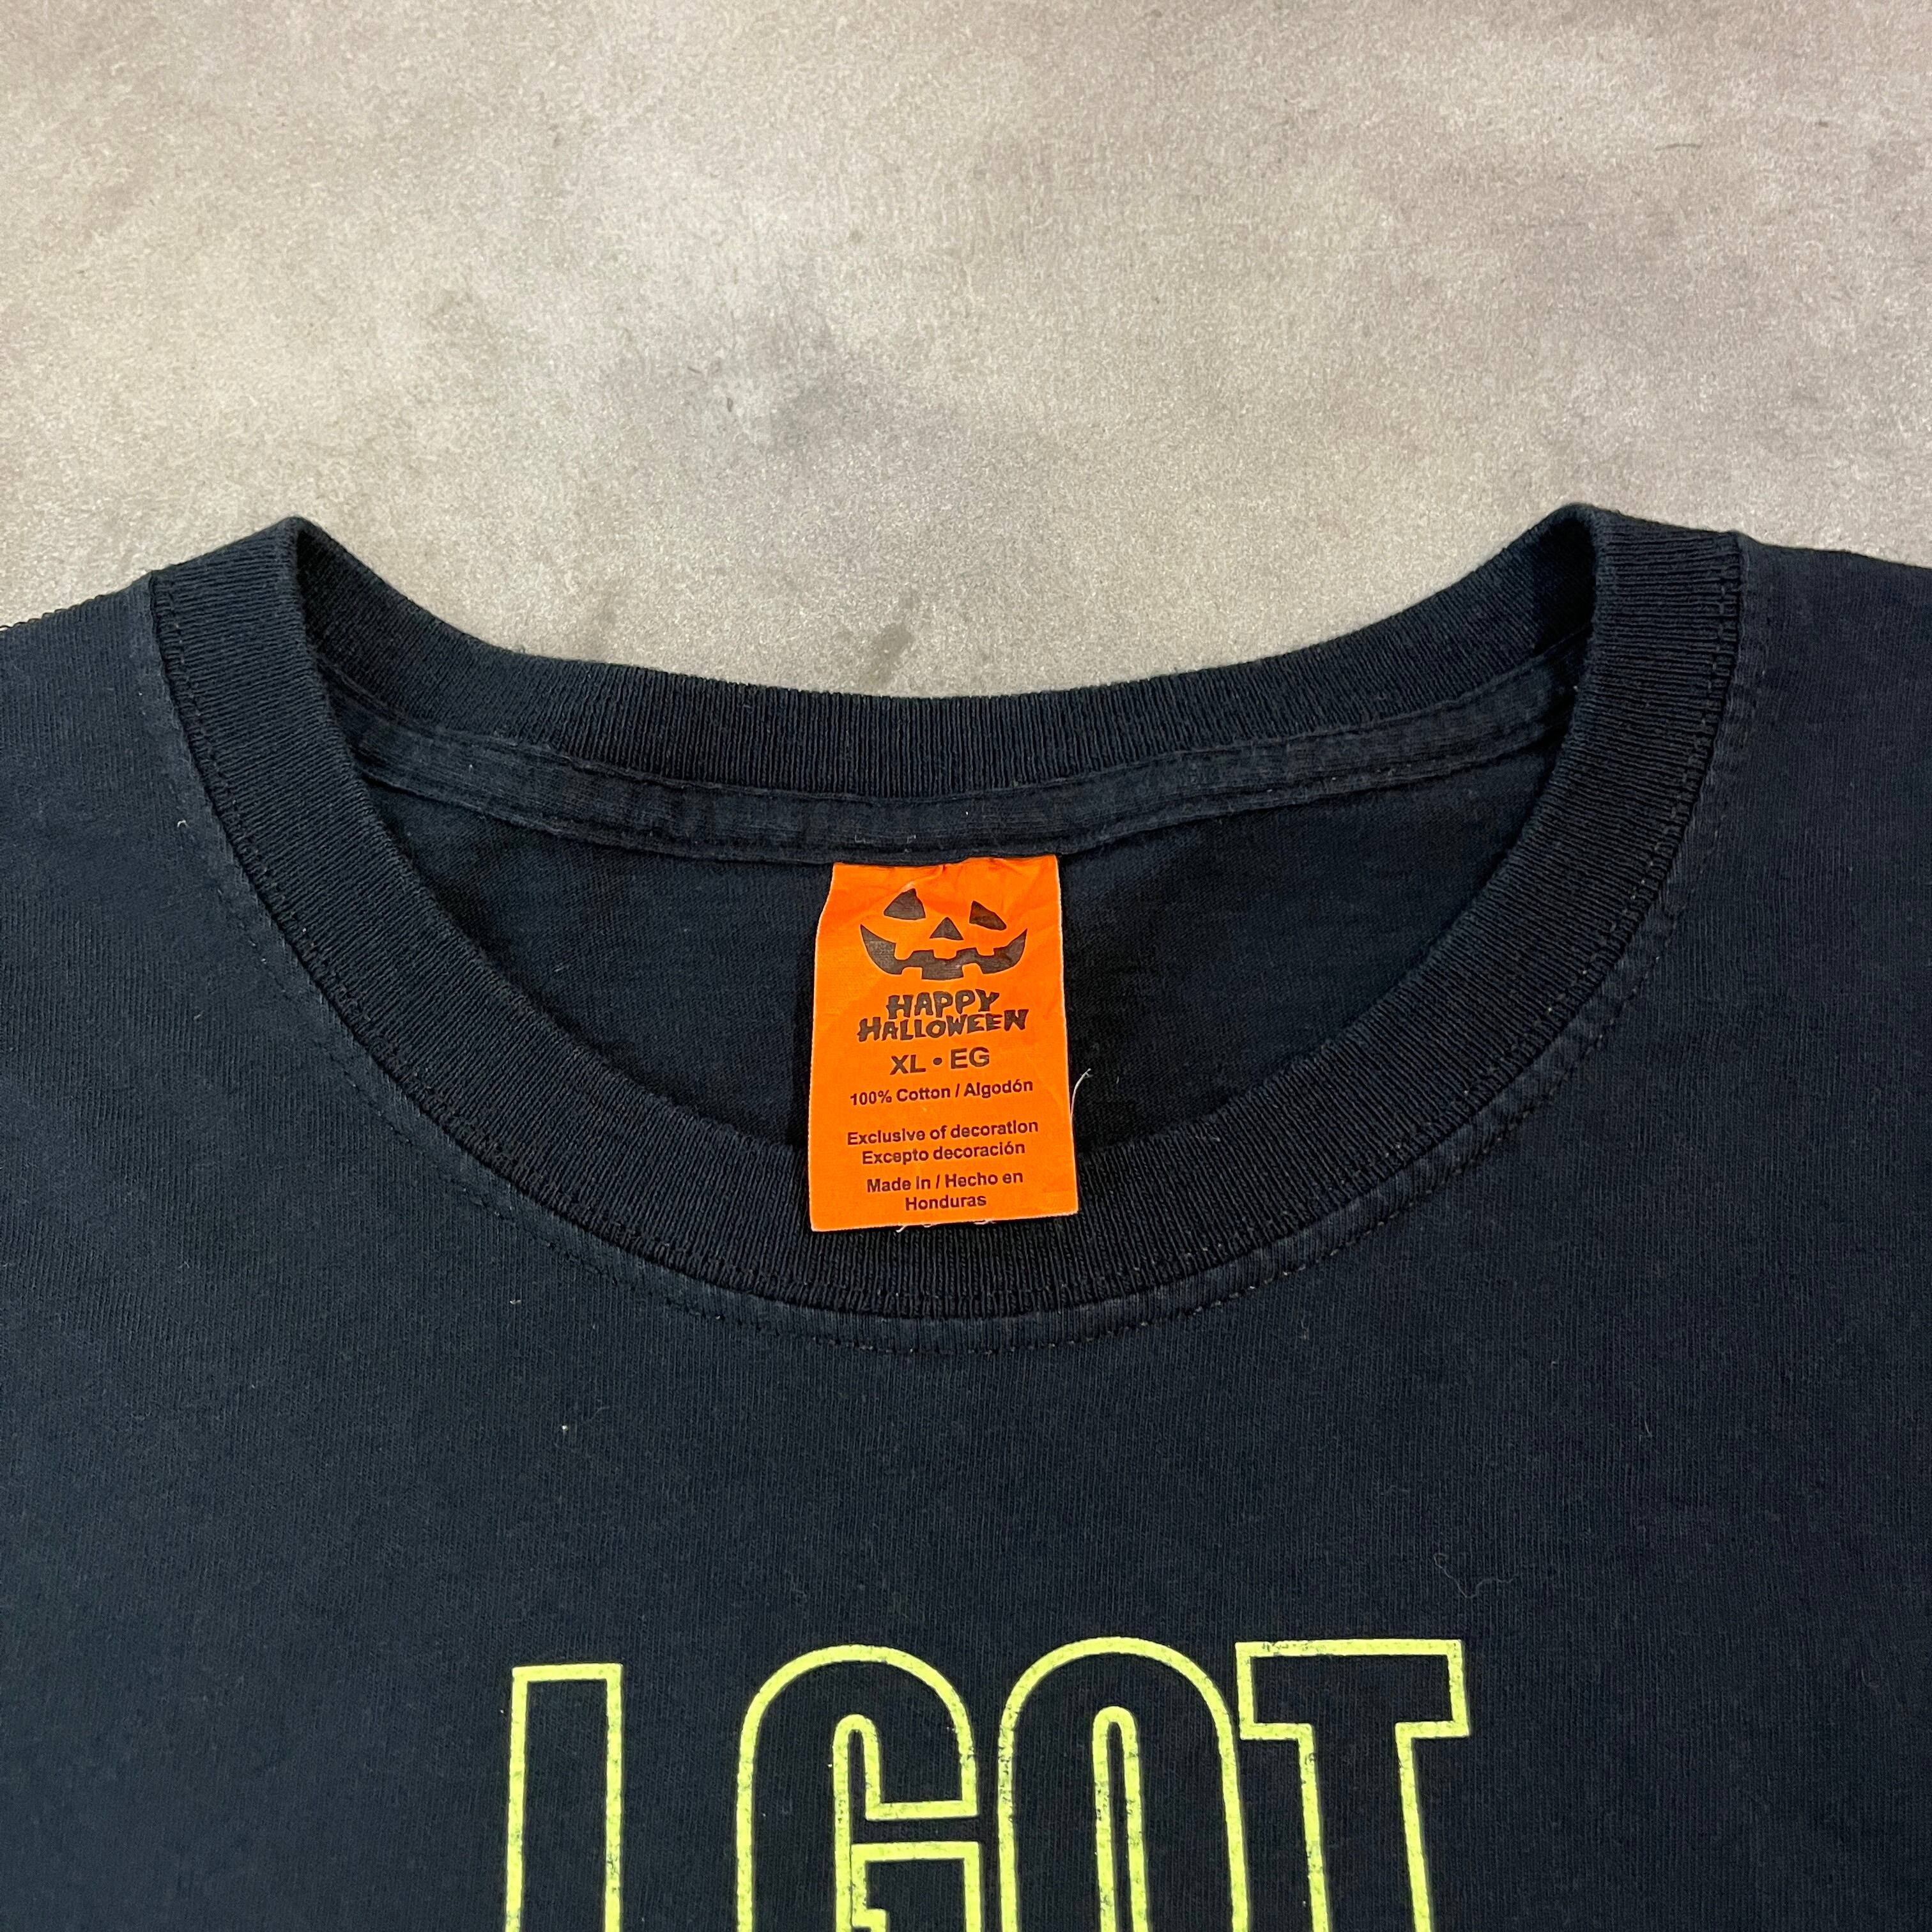 HAPPY
HALLOWEEN
XL • EG
100% Cotton / Algodón
Exclusive of decoration
Excepto decoración
Made in / Hecho en
Honduras
I GOT